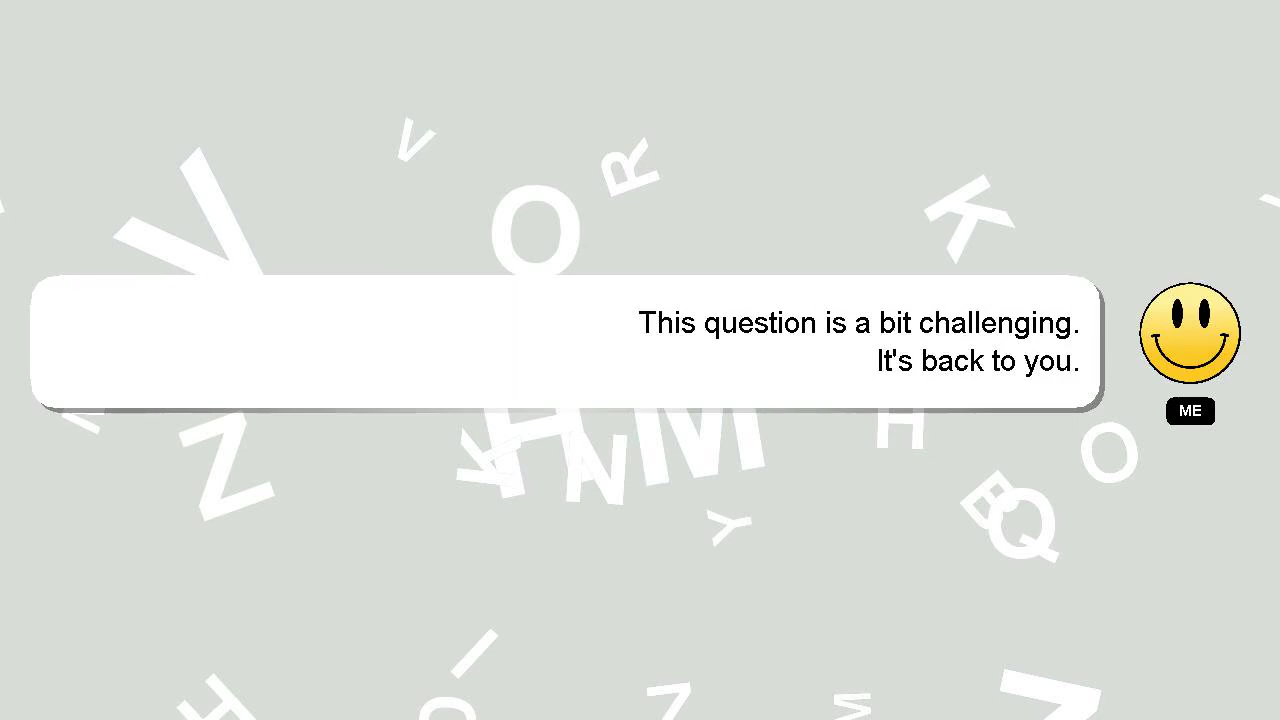 This question is a bit challenging.
It's back to you.
ME
V
V
O
R
K
Z
K
H
N
M
H
O
B
Q
Y
I
H
O
Z
M